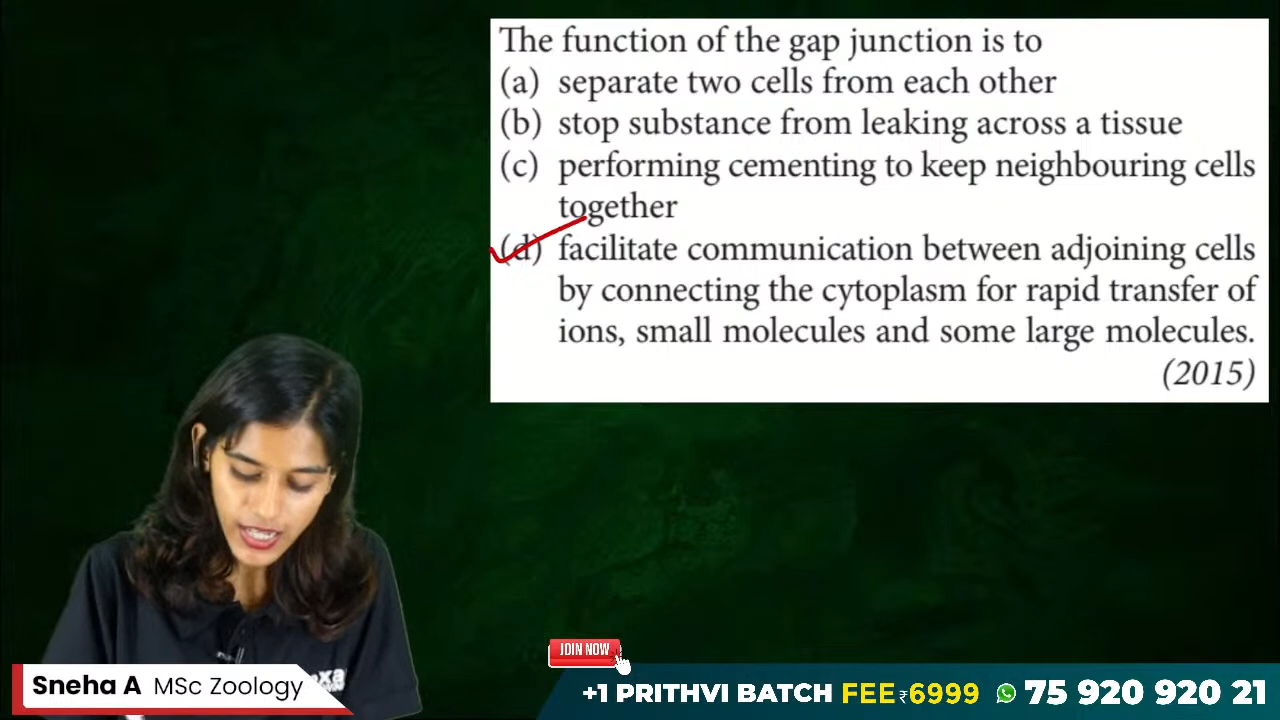 The function of the gap junction is to
(a) separate two cells from each other
(b) stop substance from leaking across a tissue
(c) performing cementing to keep neighbouring cells
together
(d) facilitate communication between adjoining cells
by connecting the cytoplasm for rapid transfer of
ions, small molecules and some large molecules.
(2015)
JOIN NOW
Sneha A MSc Zoology
+1 PRITHVI BATCH FEE ₹6999 75 920 920 21